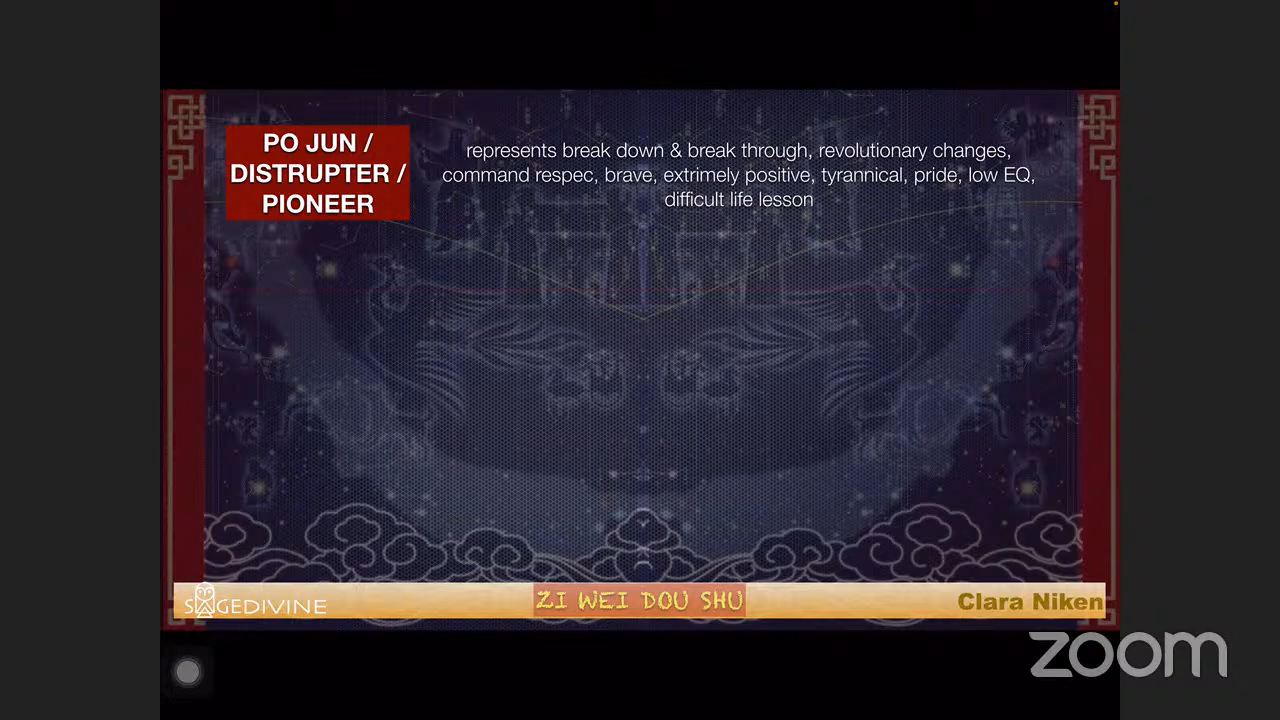 PO JUN /
DISTRUPTER /
PIONEER
represents break down & break through, revolutionary changes,
command respec, brave, extrimely positive, tyrannical, pride, low EQ,
difficult life lesson
SAGEDIVINE
ZI WEI DOU SHU
Clara Niken
zoom